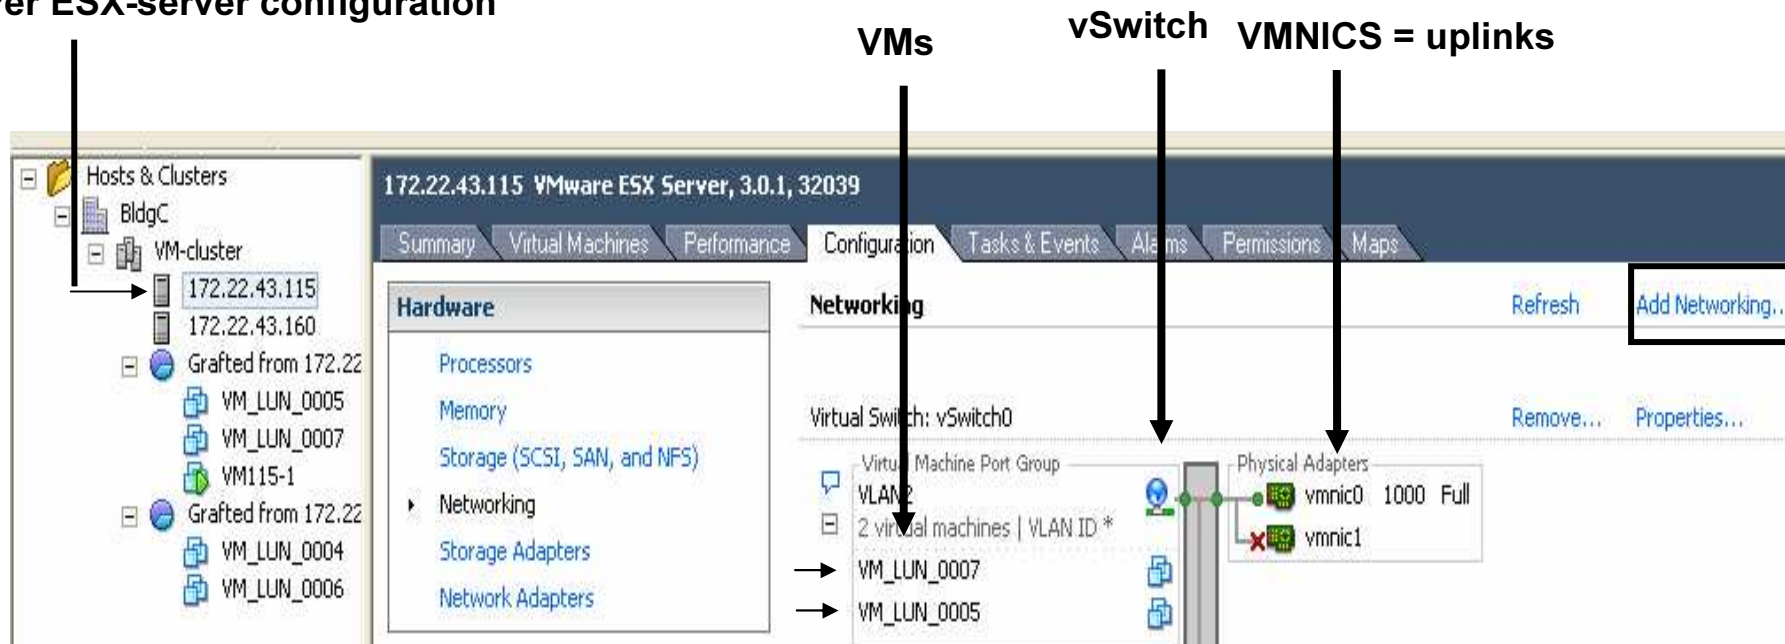 ESX-server configuration
VMs
vSwitch
VMNICS = uplinks
Hosts & Clusters
BldgC
VM-cluster
172.22.43.115
172.22.43.160
Grafted from 172.22
VM_LUN_0005
VM_LUN_0007
VM115-1
Grafted from 172.22
VM_LUN_0004
VM_LUN_0006
172.22.43.115 VMware ESX Server, 3.0.1, 32039
Summary Virtual Machines Performance Configuration Tasks & Events Alarms Permissions Maps
Hardware
Processors
Memory
Storage (SCSI, SAN, and NFS)
Networking
Storage Adapters
Network Adapters
Networking Refresh Add Networking...
Virtual Switch: vSwitch0 Remove... Properties...
Virtual Machine Port Group
VLAN2
2 virtual machines | VLAN ID *
VM_LUN_0007
VM_LUN_0005
Physical Adapters
vmnic0 1000 Full
vmnic1